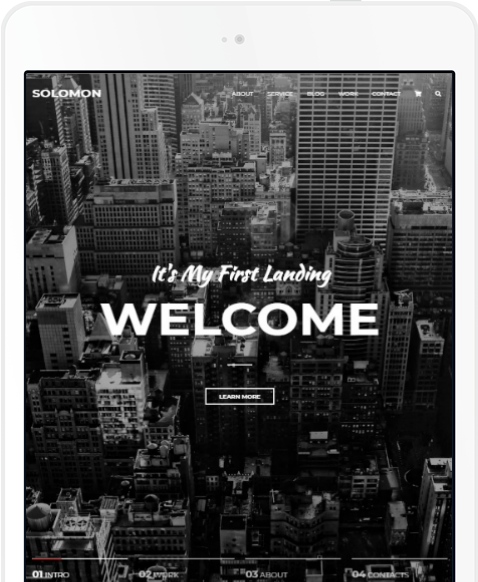 SOLOMON
ABOUT SERVICE BLOG WORK CONTACT
It's My First Landing
WELCOME
LEARN MORE
01 INTRO 02 WORK 03 ABOUT 04 CONTACTS